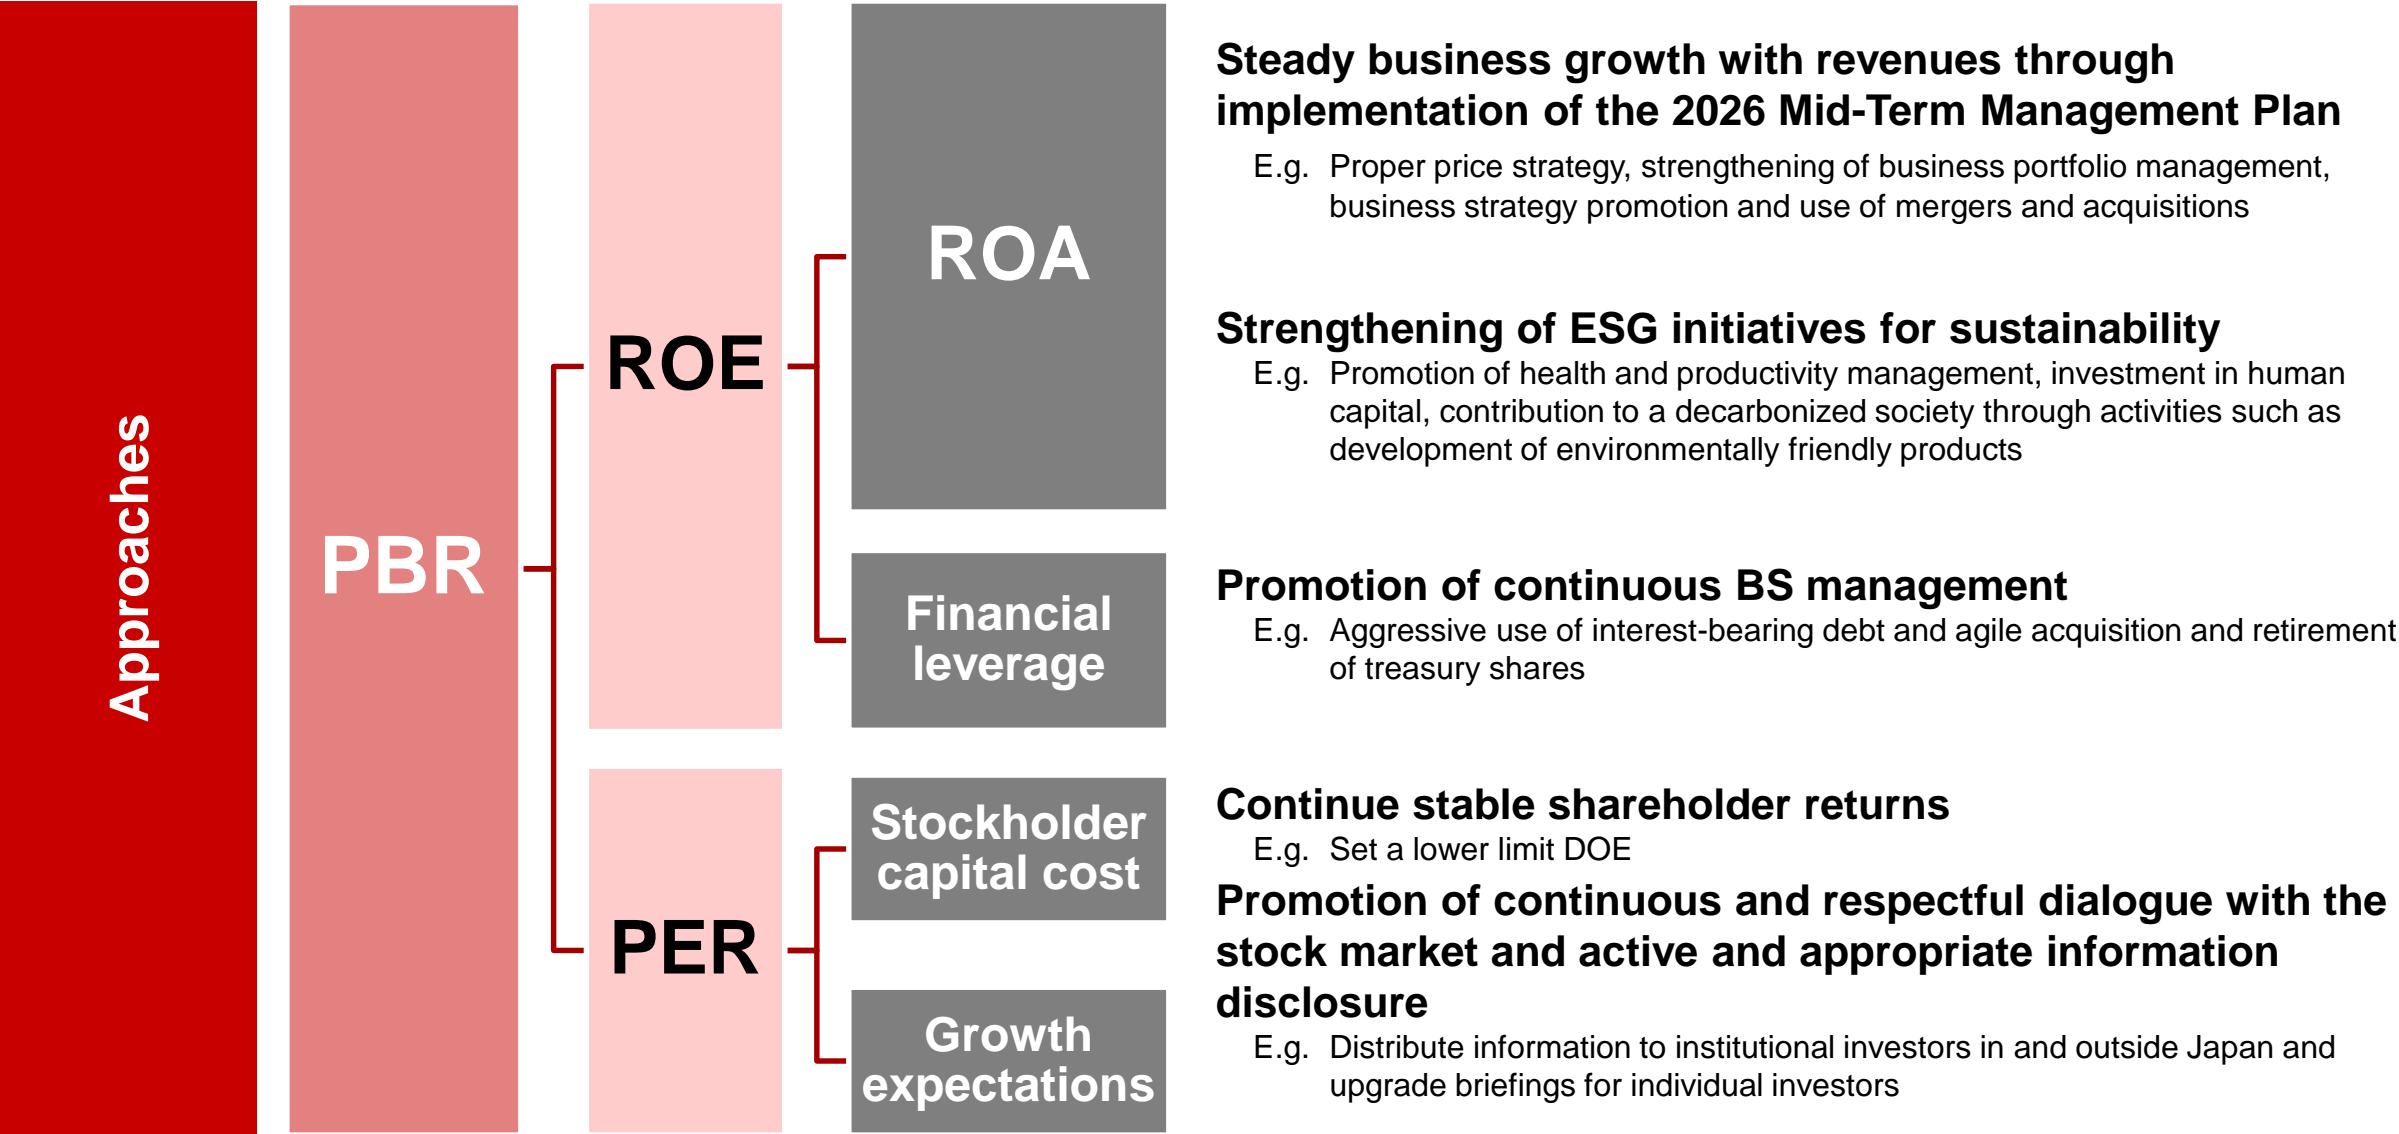 Approaches
PBR
ROE
PER
ROA
Financial
leverage
Stockholder
capital cost
Growth
expectations
Steady business growth with revenues through
implementation of the 2026 Mid-Term Management Plan
E.g. Proper price strategy, strengthening of business portfolio management,
business strategy promotion and use of mergers and acquisitions
Strengthening of ESG initiatives for sustainability
E.g. Promotion of health and productivity management, investment in human
capital, contribution to a decarbonized society through activities such as
development of environmentally friendly products
Promotion of continuous BS management
E.g. Aggressive use of interest-bearing debt and agile acquisition and retirement
of treasury shares
Continue stable shareholder returns
E.g. Set a lower limit DOE
Promotion of continuous and respectful dialogue with the
stock market and active and appropriate information
disclosure
E.g. Distribute information to institutional investors in and outside Japan and
upgrade briefings for individual investors